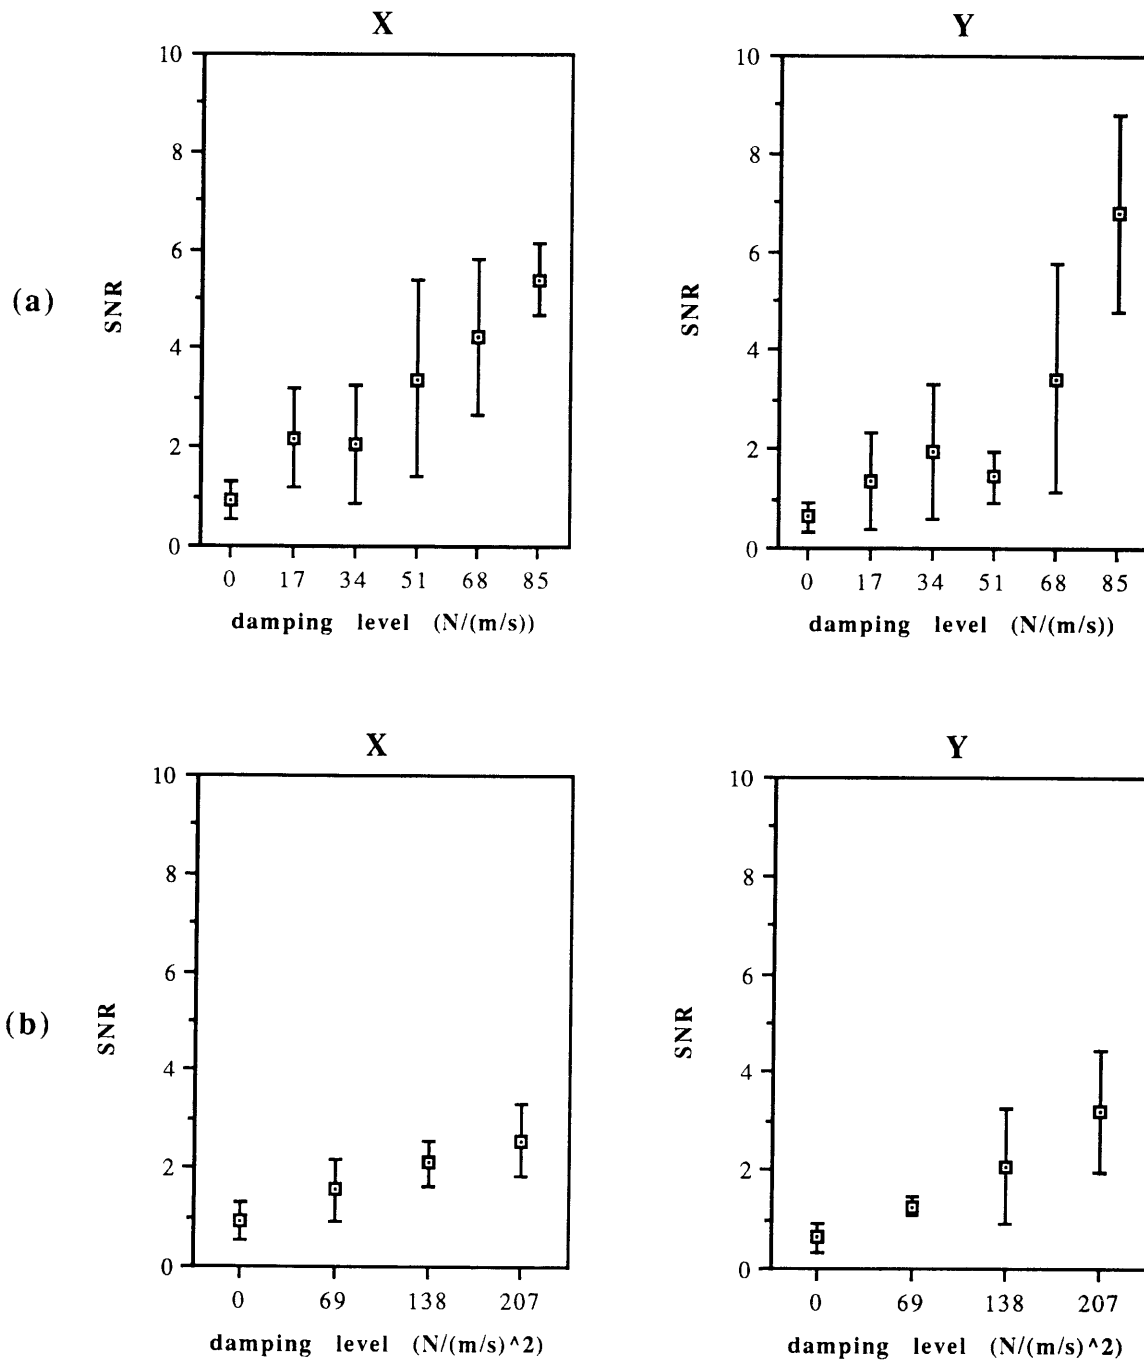 X
Y
10
8
6
4
2
0
SNR
(a)
0 17 34 51 68 85
damping level (N/(m/s))
10
8
6
4
2
0
SNR
0 17 34 51 68 85
damping level (N/(m/s))
X
Y
10
8
6
4
2
0
SNR
(b)
0 69 138 207
damping level (N/(m/s)^2)
10
8
6
4
2
0
SNR
0 69 138 207
damping level (N/(m/s)^2)